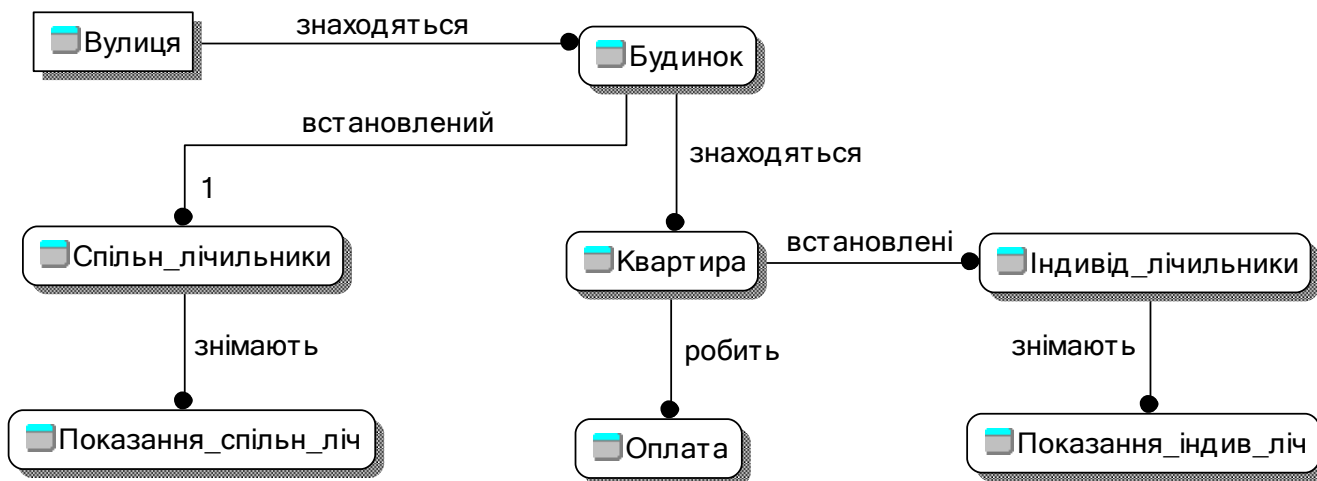 Вулиця
знаходяться
Будинок
встановлений
знаходяться
1
Спільн_лічильники
Квартира
встановлені
Індивід_лічильники
знімають
робить
знімають
Показання_спільн_ліч
Оплата
Показання_індив_ліч